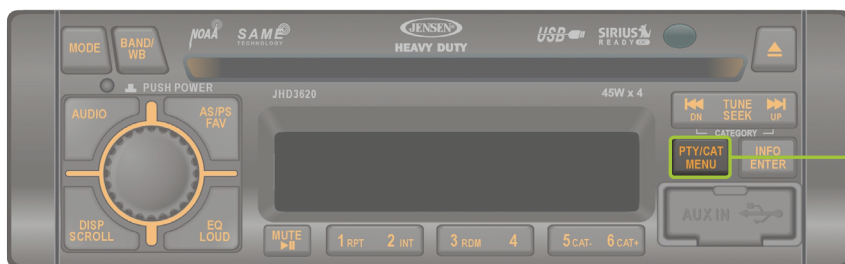 MODE
BAND/
WB
NOAA
SAME
TECHNOLOGY
JENSEN®
HEAVY DUTY
USB
SIRIUS
READY
PUSH POWER
JHD3620
45W x 4
AUDIO
AS/PS
FAV
DISP
SCROLL
EQ
LOUD
DN
TUNE
SEEK
UP
CATEGORY
PTY/CAT
MENU
INFO
ENTER
AUX IN
MUTE
1 RPT 2 INT
3 RDM 4
5 CAT- 6 CAT+